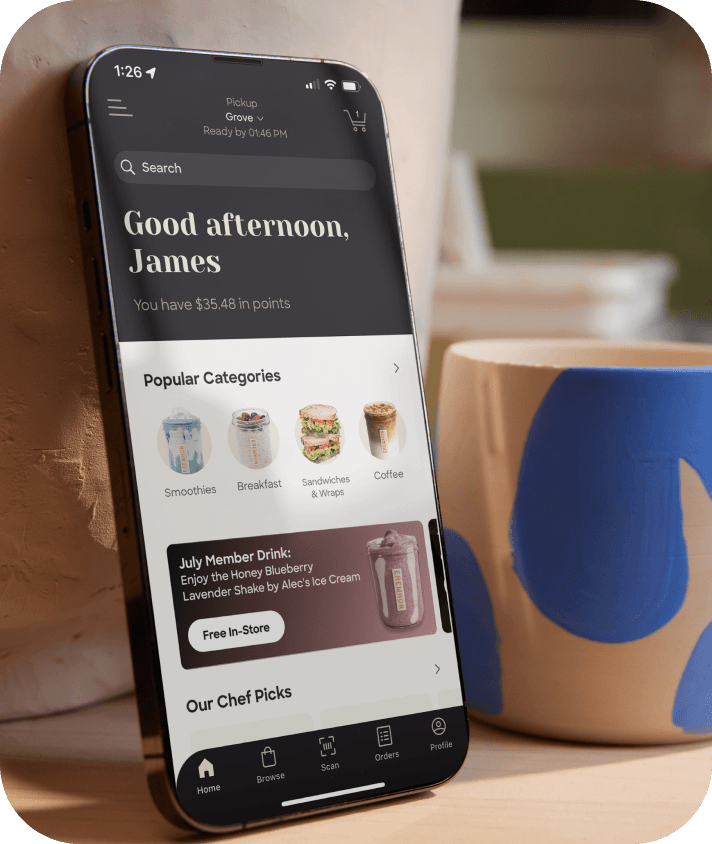 1:26
Pickup
1
Grove
Ready by 01:46 PM
Search
Good afternoon,
James
You have $35.48 in points
Popular Categories
Smoothies
Breakfast
Sandwiches
& Wraps
Coffee
July Member Drink:
Enjoy the Honey Blueberry
Lavender Shake by Alec's Ice Cream
EREWHON
Free In-Store
Our Chef Picks
Home
Browse
Scan
Orders
Profile